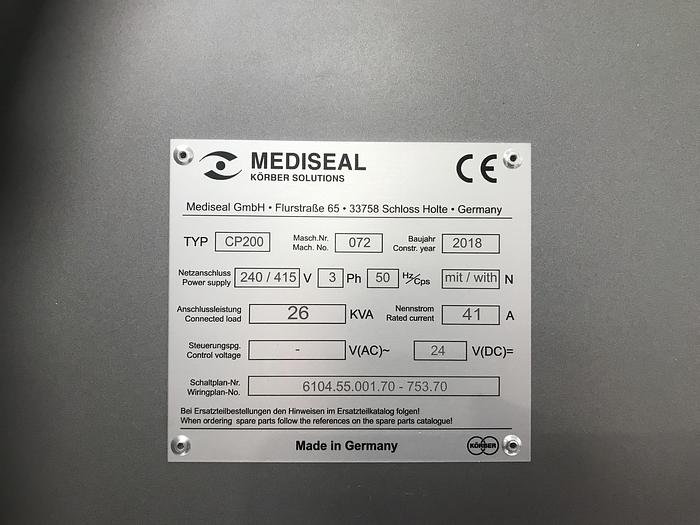 MEDISEAL
KÖRBER SOLUTIONS
CE
Mediseal GmbH • Flurstraße 65 • 33758 Schloss Holte • Germany
TYP CP200 Masch.Nr. Mach. No. 072 Baujahr Constr. year 2018
Netzanschluss Power supply 240 / 415 V 3 Ph 50 Hz/Cps mit / with N
Anschlussleistung Connected load 26 KVA Nennstrom Rated current 41 A
Steuerungspg. Control voltage - V(AC)~ 24 V(DC)=
Schaltplan-Nr. Wiringplan-No. 6104.55.001.70 - 753.70
Bei Ersatzteilbestellungen den Hinweisen im Ersatzteilkatalog folgen!
When ordering spare parts follow the references on the spare parts catalogue!
Made in Germany KÖRBER